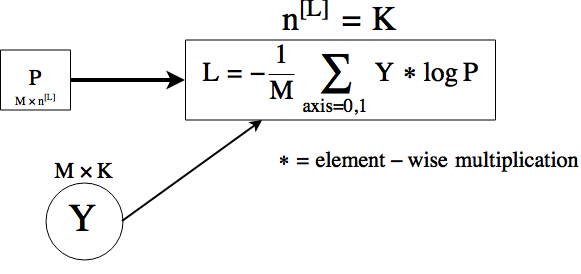 n[L] = K
P
M × n[L]
L = −1/M ∑ axis=0,1 Y * log P
M × K
Y
* = element − wise multiplication